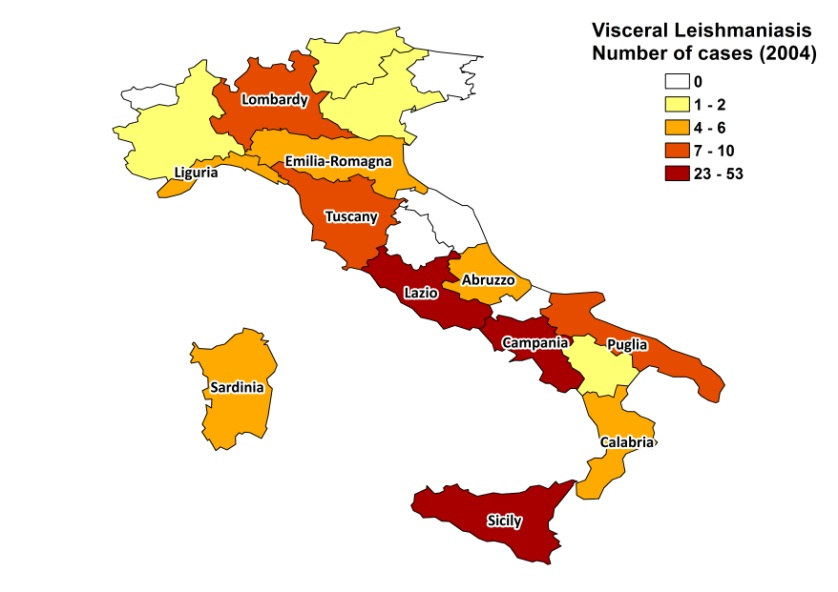 Visceral Leishmaniasis
Number of cases (2004)
0
1 - 2
4 - 6
7 - 10
23 - 53
Lombardy
Emilia-Romagna
Liguria
Tuscany
Abruzzo
Lazio
Campania
Puglia
Sardinia
Calabria
Sicily